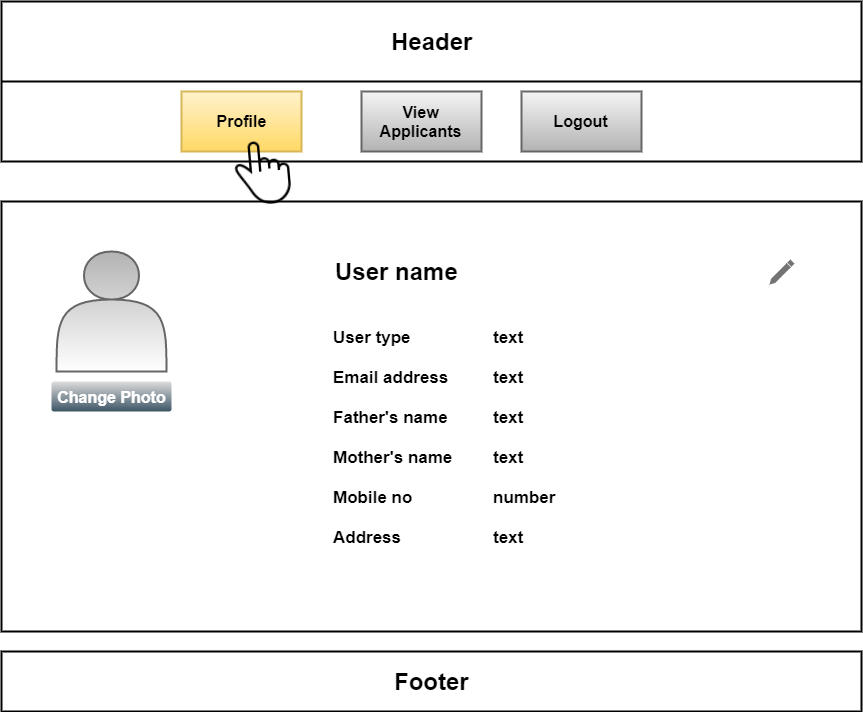 Header
Profile
View
Applicants
Logout
User name
User type text
Email address text
Father's name text
Mother's name text
Mobile no number
Address text
Change Photo
Footer